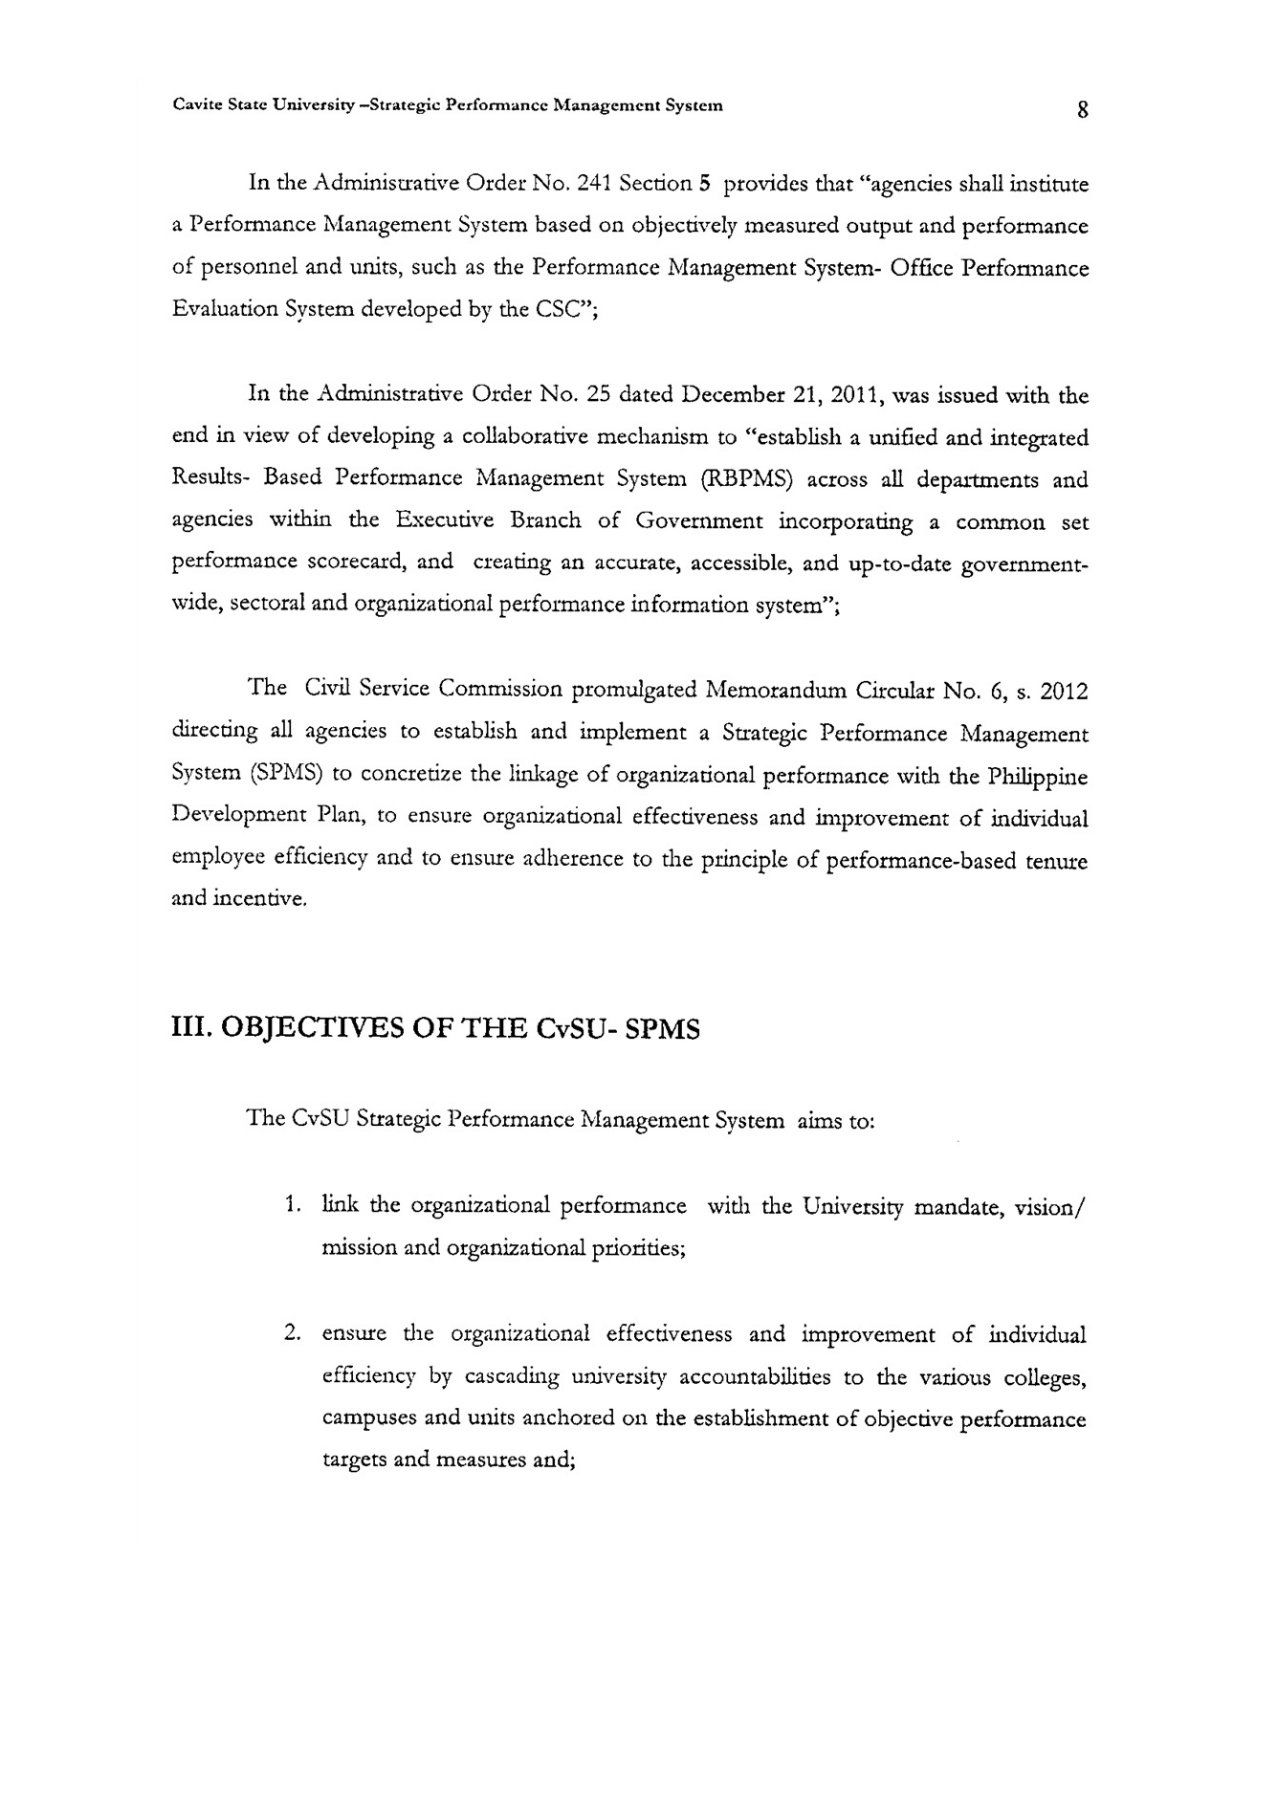 Cavite State University –Strategic Performance Management System
8
In the Administrative Order No. 241 Section 5 provides that “agencies shall institute
a Performance Management System based on objectively measured output and performance
of personnel and units, such as the Performance Management System- Office Performance
Evaluation System developed by the CSC”;
In the Administrative Order No. 25 dated December 21, 2011, was issued with the
end in view of developing a collaborative mechanism to “establish a unified and integrated
Results- Based Performance Management System (RBPMS) across all departments and
agencies within the Executive Branch of Government incorporating a common set
performance scorecard, and creating an accurate, accessible, and up-to-date government-
wide, sectoral and organizational performance information system”;
The Civil Service Commission promulgated Memorandum Circular No. 6, s. 2012
directing all agencies to establish and implement a Strategic Performance Management
System (SPMS) to concretize the linkage of organizational performance with the Philippine
Development Plan, to ensure organizational effectiveness and improvement of individual
employee efficiency and to ensure adherence to the principle of performance-based tenure
and incentive.
III. OBJECTIVES OF THE CvSU- SPMS
The CvSU Strategic Performance Management System aims to:
1. link the organizational performance with the University mandate, vision/
mission and organizational priorities;
2. ensure the organizational effectiveness and improvement of individual
efficiency by cascading university accountabilities to the various colleges,
campuses and units anchored on the establishment of objective performance
targets and measures and;